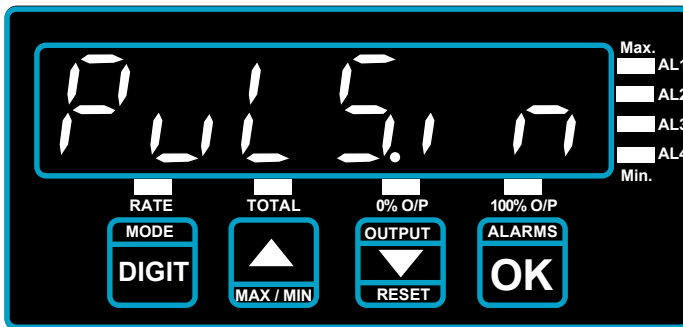 Max.
AL1
PuLS.in
AL2
AL3
AL4
Min.
RATE TOTAL 0% O/P 100% O/P
MODE OUTPUT ALARMS
DIGIT OK
MAX / MIN RESET